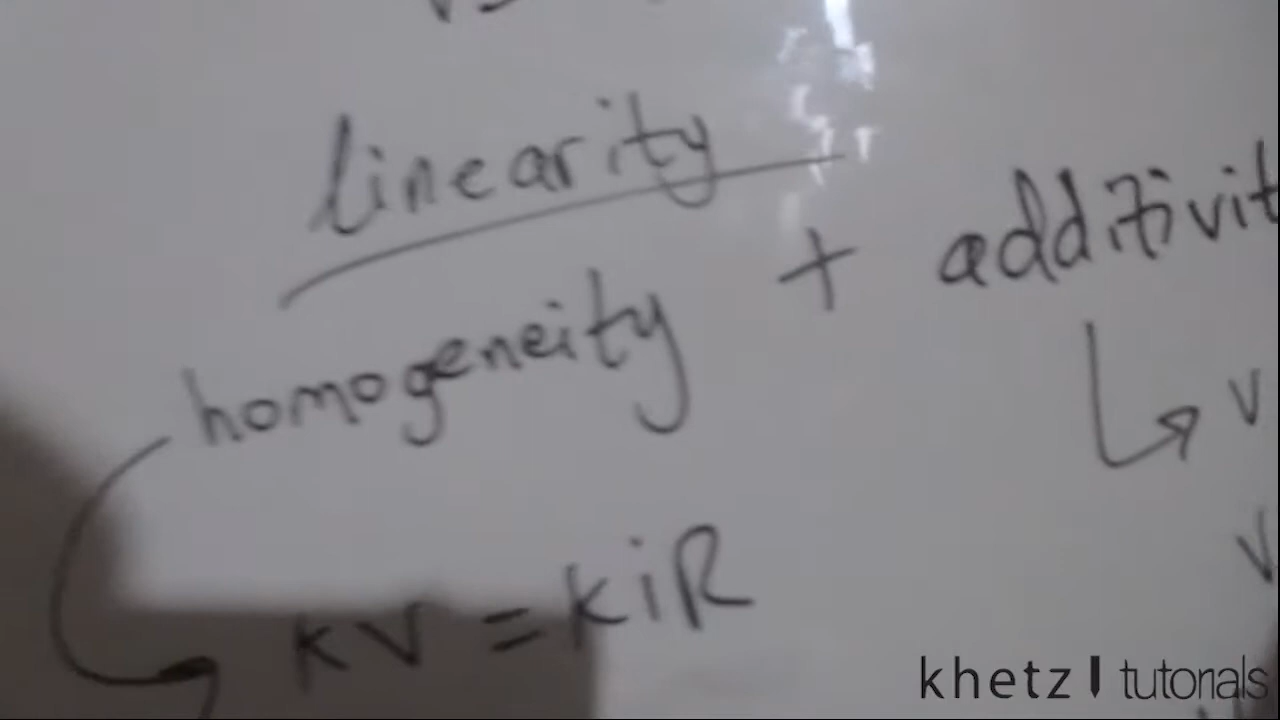 linearity
homogeneity + additivit
V
V
kV = kiR
khetz tutorials